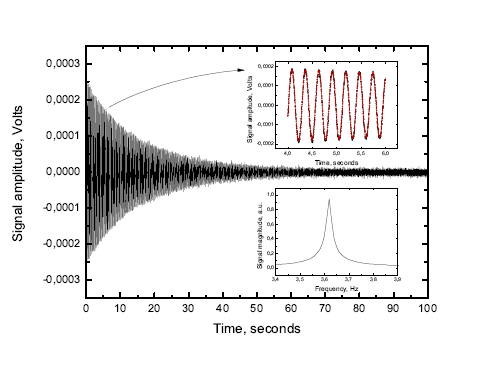 0,0003
0,0002
0,0001
0,0000
-0,0001
-0,0002
-0,0003
Signal amplitude, Volts
0 10 20 30 40 50 60 70 80 90 100
Time, seconds
0,0002
0,0001
0,0000
-0,0001
-0,0002
Signal amplitude, Volts
4,0 4,5 5,0 5,5 6,0
Time, seconds
1,0
0,8
0,6
0,4
0,2
0,0
Signal magnitude, a.u.
3,4 3,5 3,6 3,7 3,8 3,9
Frequency, Hz